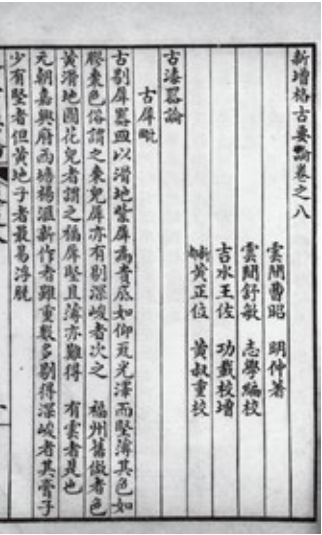 新增格古要論卷之八
雲間曹昭 明仲著
雲間舒敏 志學編校
吉水王佐 功載校增
黃正位 黃叔重校
古漆器論
古犀毗
古剔犀器皿以滑地紫犀為貴底如仰瓦光澤而堅薄其色如
膠棗色俗謂之棗兒犀亦有剔深峻者次之 福州舊做者色
黃滑地圓花兒者謂之福犀堅且薄亦難得 有雲者是也
元朝嘉興府西塘楊滙新作者雖重數多剔得深峻者其膏子
少有堅者但黃地子者最易浮脫